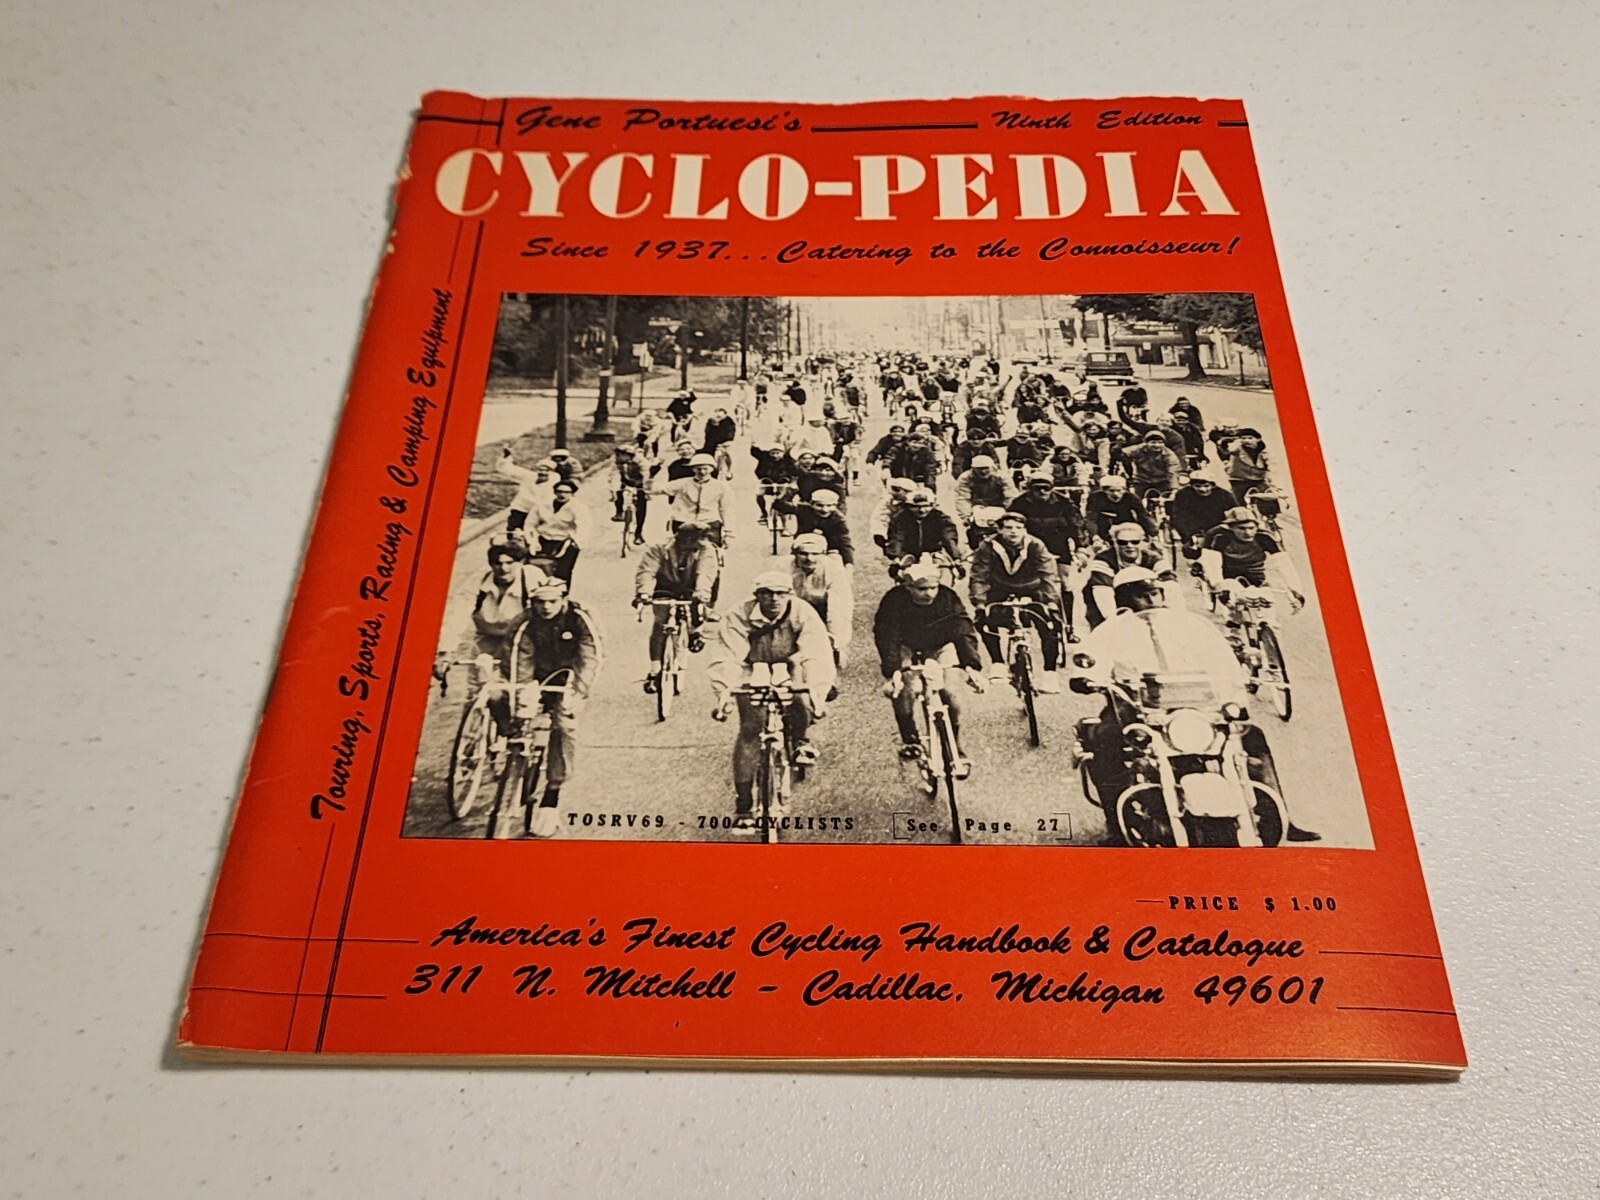 Gene Portuesi's Ninth Edition
CYCLO-PEDIA
Since 1937...Catering to the Connoisseur!
Touring, Sports, Racing & Camping Equipment
TOSRV69 - 700 CYCLISTS See Page 27
PRICE $ 1.00
America's Finest Cycling Handbook & Catalogue
311 N. Mitchell - Cadillac, Michigan 49601